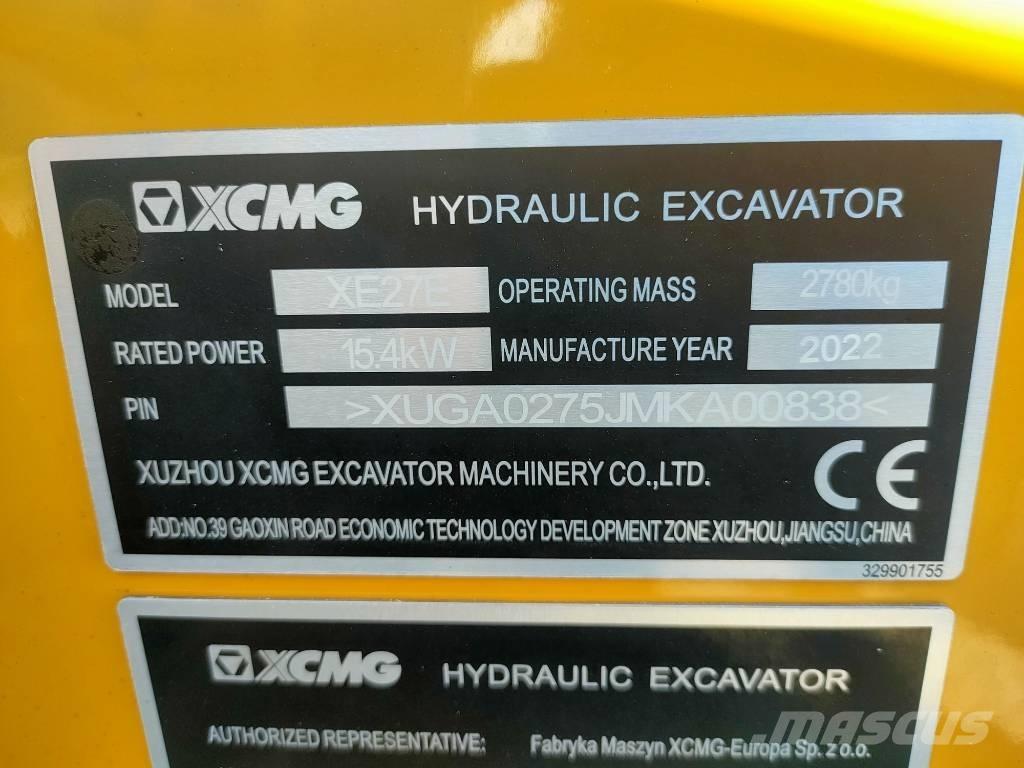 XCMG HYDRAULIC EXCAVATOR
MODEL XE27E OPERATING MASS 2780kg
RATED POWER 15.4kW MANUFACTURE YEAR 2022
PIN >XUGA0275JMKA00838<
XUZHOU XCMG EXCAVATOR MACHINERY CO.,LTD. CE
ADD:NO.39 GAOXIN ROAD ECONOMIC TECHNOLOGY DEVELOPMENT ZONE XUZHOU,JIANGSU,CHINA
329901755
XCMG HYDRAULIC EXCAVATOR
AUTHORIZED REPRESENTATIVE: Fabryka Maszyn XCMG-Europa Sp. z o.o.
MASCUS